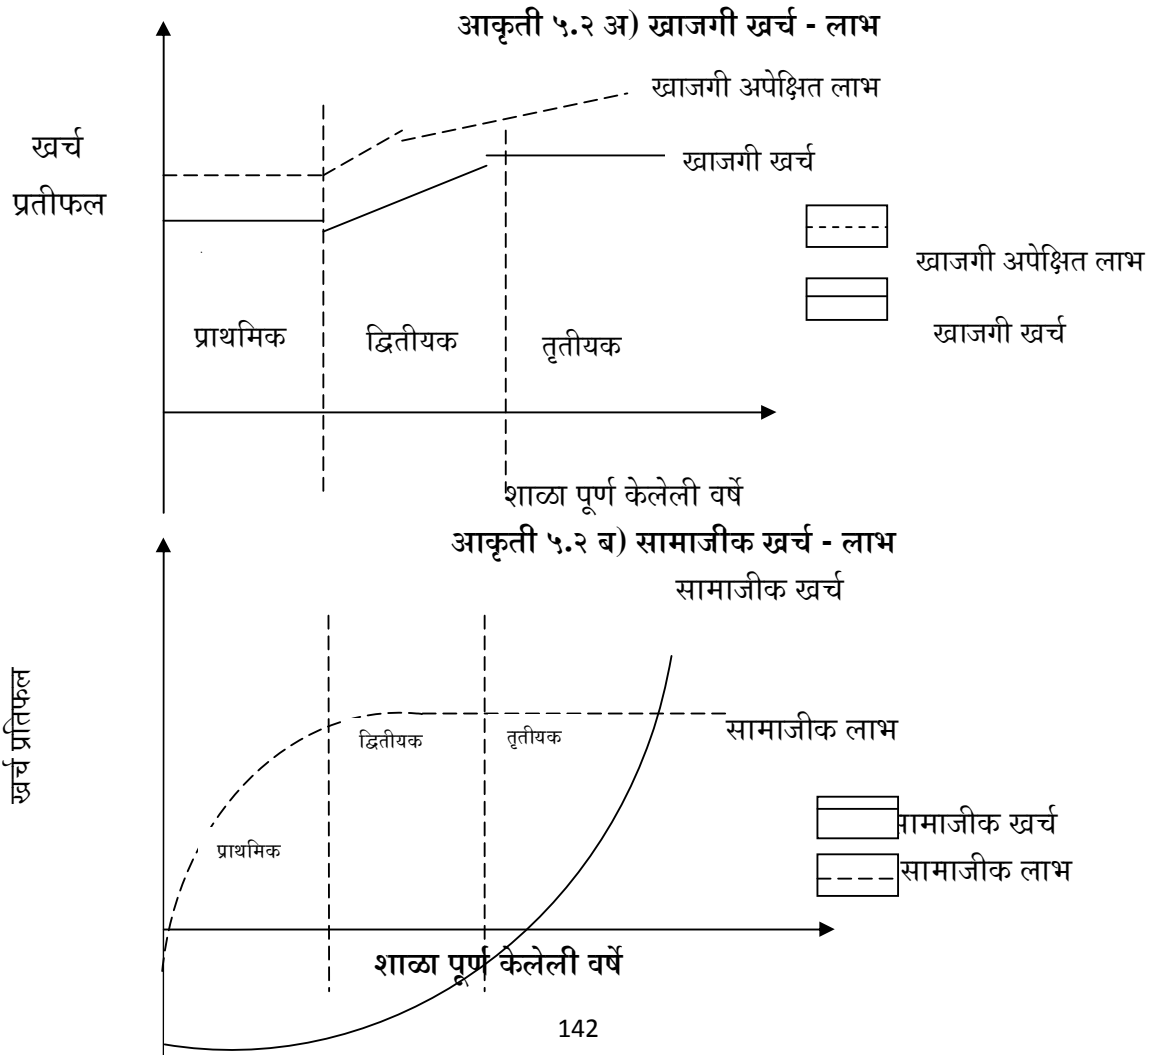 आकृती ५.२ अ) खाजगी खर्च - लाभ
खाजगी अपेक्षित लाभ
खर्च
प्रतीफल
खाजगी खर्च
खाजगी अपेक्षित लाभ
खाजगी खर्च
प्राथमिक
द्वितीयक
तृतीयक
शाळा पूर्ण केलेली वर्षे
आकृती ५.२ ब) सामाजीक खर्च - लाभ
सामाजीक खर्च
खर्च प्रतिफल
सामाजीक लाभ
द्वितीयक
तृतीयक
प्राथमिक
सामाजीक खर्च
सामाजीक लाभ
शाळा पूर्ण केलेली वर्षे
142